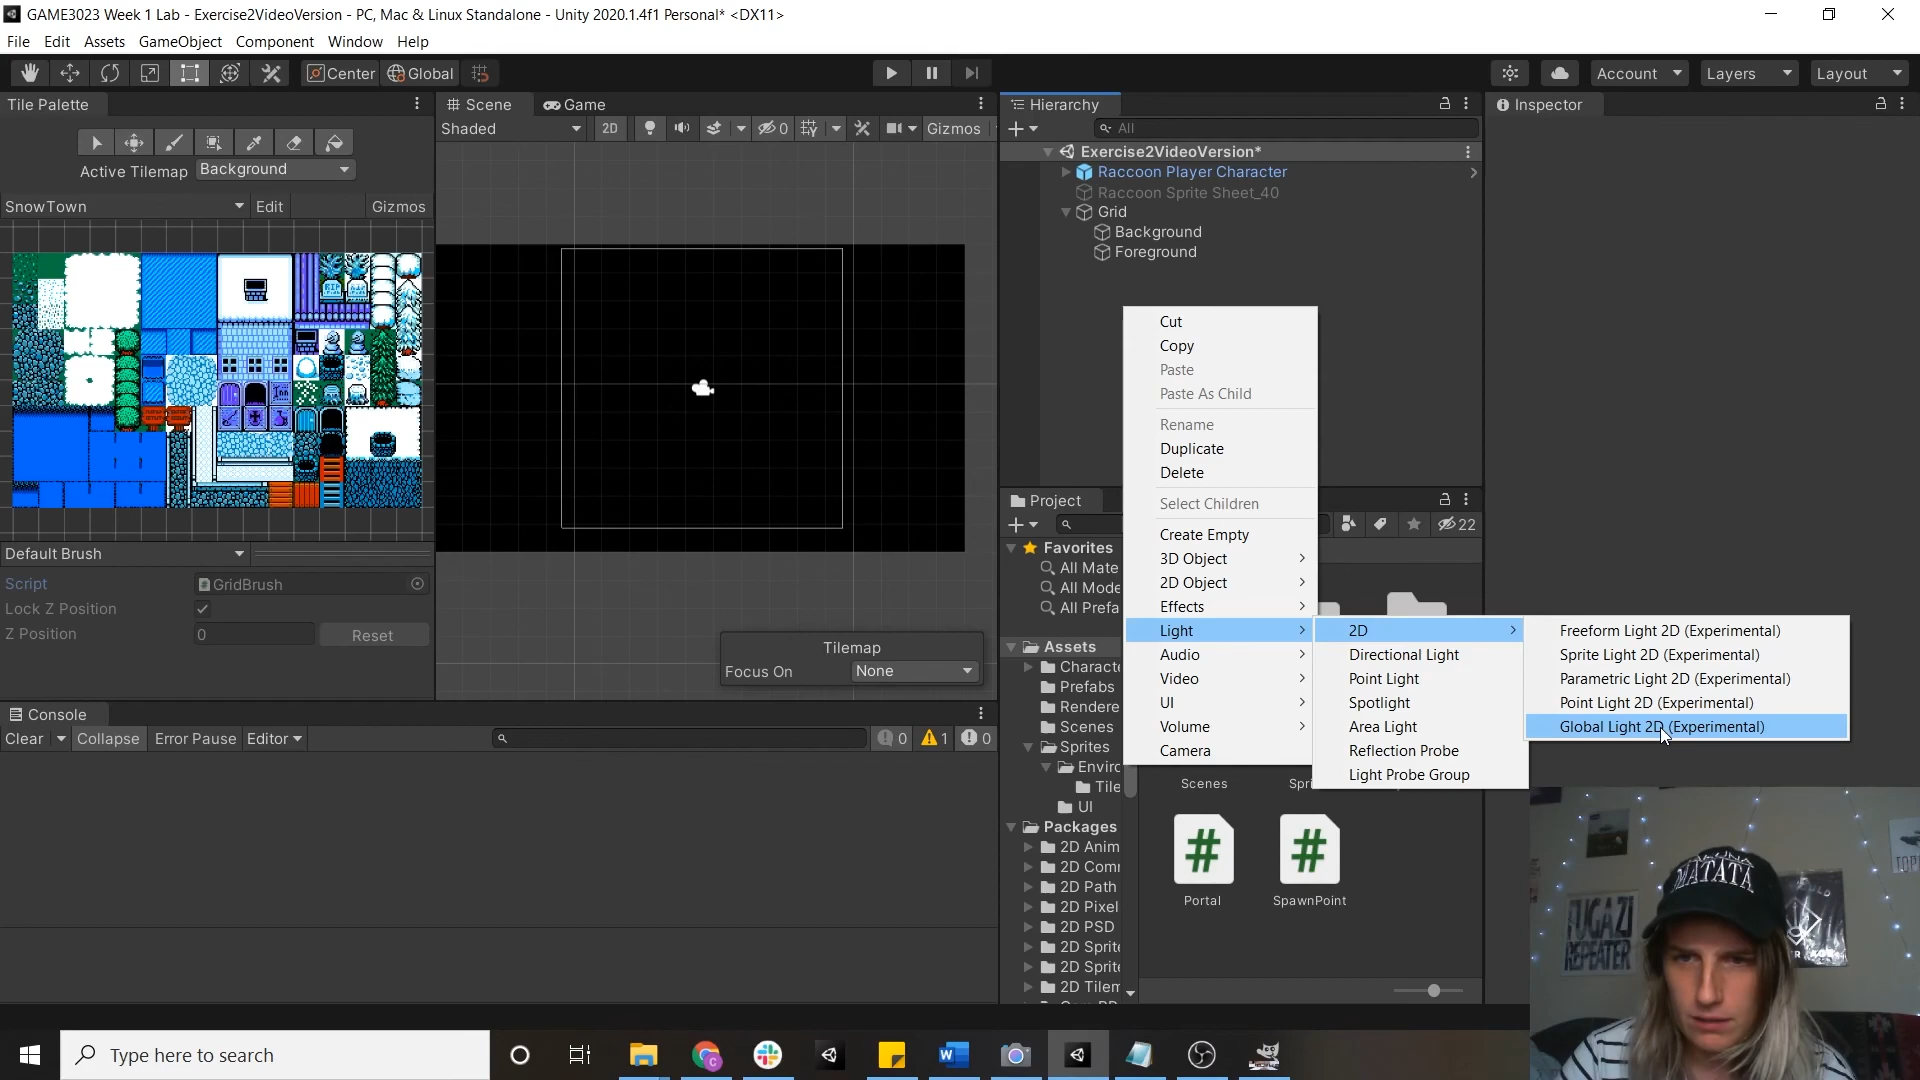 GAME3023 Week 1 Lab - Exercise2VideoVersion - PC, Mac & Linux Standalone - Unity 2020.1.4f1 Personal* <DX11>
File Edit Assets GameObject Component Window Help
Center Global
Account Layers Layout
Tile Palette
Scene Game
Hierarchy
Inspector
Shaded 2D 0 Gizmos
All
Active Tilemap Background
SnowTown Edit Gizmos
Exercise2VideoVersion*
Raccoon Player Character
Raccoon Sprite Sheet_40
Grid
Background
Foreground
Default Brush
Script GridBrush
Lock Z Position
Z Position 0 Reset
Tilemap
Focus On None
Cut
Copy
Paste
Paste As Child
Rename
Duplicate
Delete
Select Children
Create Empty
3D Object
2D Object
Effects
Light
Audio
Video
UI
Volume
Camera
2D
Directional Light
Point Light
Spotlight
Area Light
Reflection Probe
Light Probe Group
Freeform Light 2D (Experimental)
Sprite Light 2D (Experimental)
Parametric Light 2D (Experimental)
Point Light 2D (Experimental)
Global Light 2D (Experimental)
Project
22
Favorites
All Mate
All Mode
All Prefa
Assets
Characte
Prefabs
Rendere
Scenes
Sprites
Enviro
Tile
UI
Packages
2D Anim
2D Comm
2D Path
2D Pixel
2D PSD
2D Sprite
2D Sprite
2D Tilem
Scenes Spri
Portal SpawnPoint
Console
Clear Collapse Error Pause Editor 0 1 0
MATATA
FUGAZI
REPEATER
Type here to search